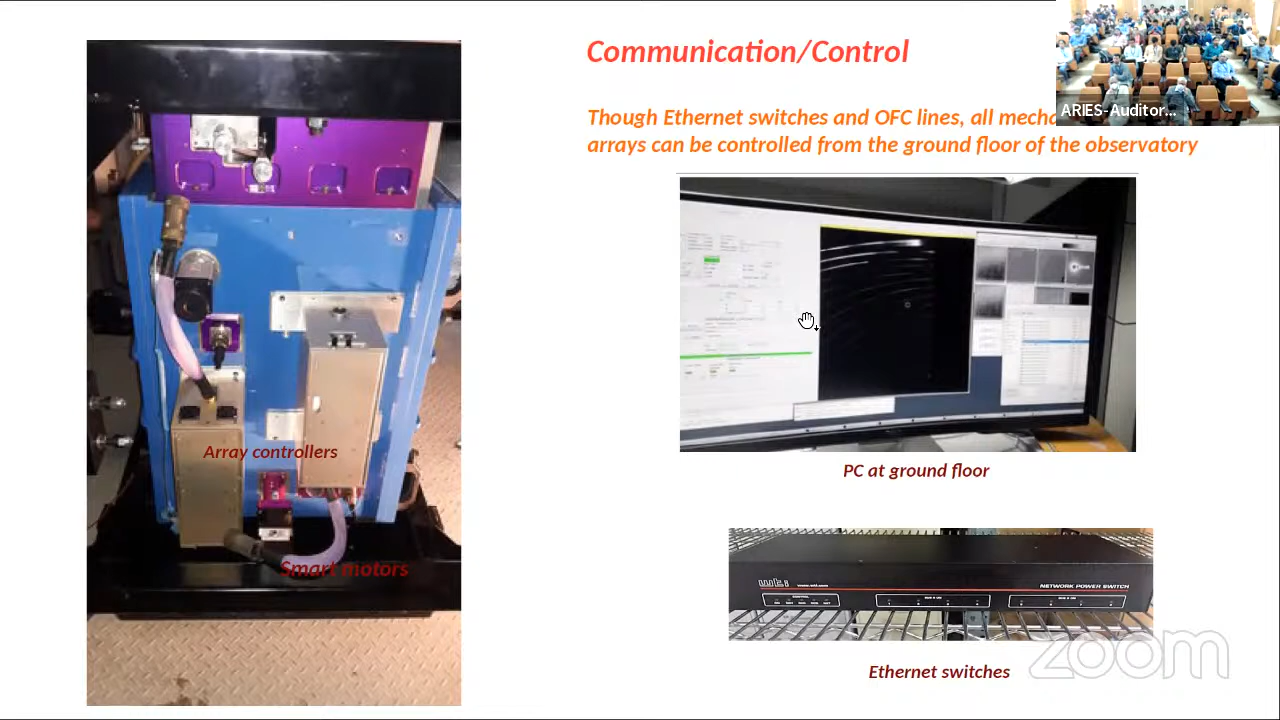 Communication/Control
ARIES-Auditor...
Though Ethernet switches and OFC lines, all mecha
arrays can be controlled from the ground floor of the observatory
Array controllers
Smart motors
PC at ground floor
wti
NETWORK POWER SWITCH
Ethernet switches
zoom